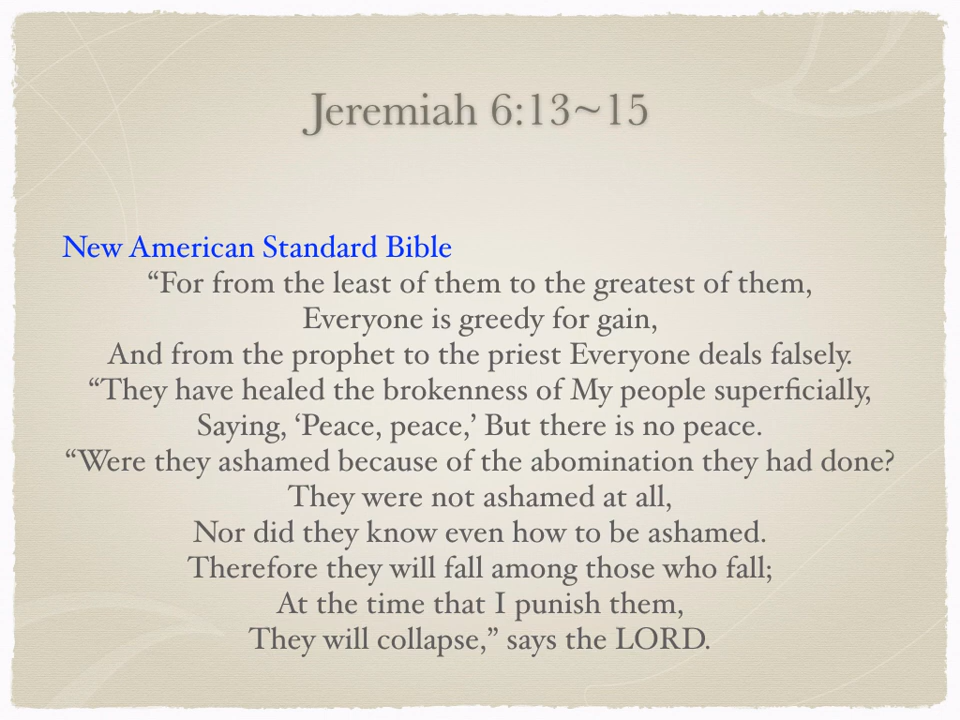 Jeremiah 6:13~15
New American Standard Bible
“For from the least of them to the greatest of them,
Everyone is greedy for gain,
And from the prophet to the priest Everyone deals falsely.
“They have healed the brokenness of My people superficially,
Saying, ‘Peace, peace,’ But there is no peace.
“Were they ashamed because of the abomination they had done?
They were not ashamed at all,
Nor did they know even how to be ashamed.
Therefore they will fall among those who fall;
At the time that I punish them,
They will collapse,” says the LORD.